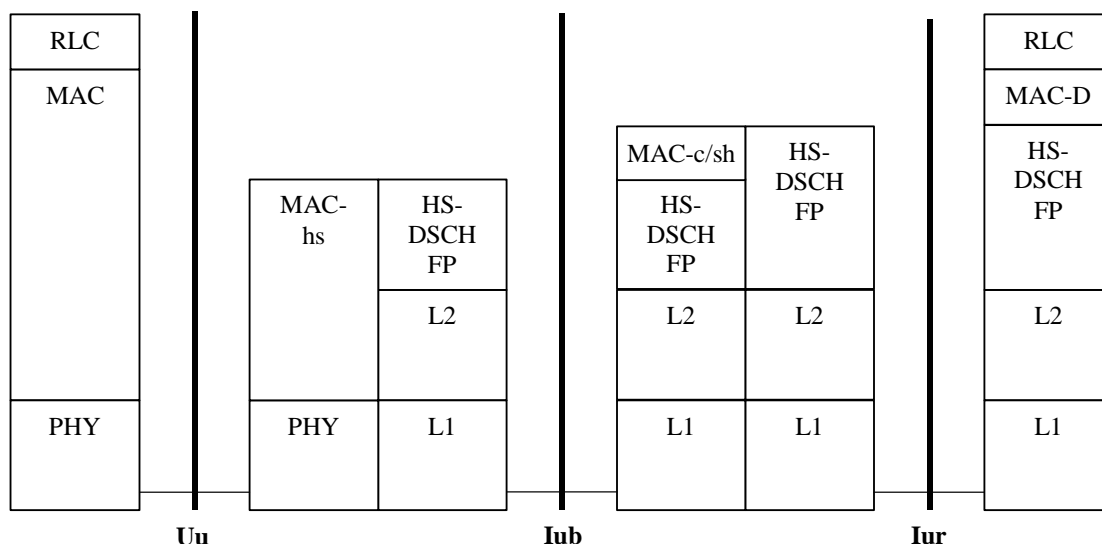 RLC
MAC
PHY
MAC-
hs
PHY
HS-
DSCH
FP
L2
L1
MAC-c/sh
HS-
DSCH
FP
L2
L1
HS-
DSCH
FP
L2
L1
RLC
MAC-D
HS-
DSCH
FP
L2
L1
Uu
Iub
Iur